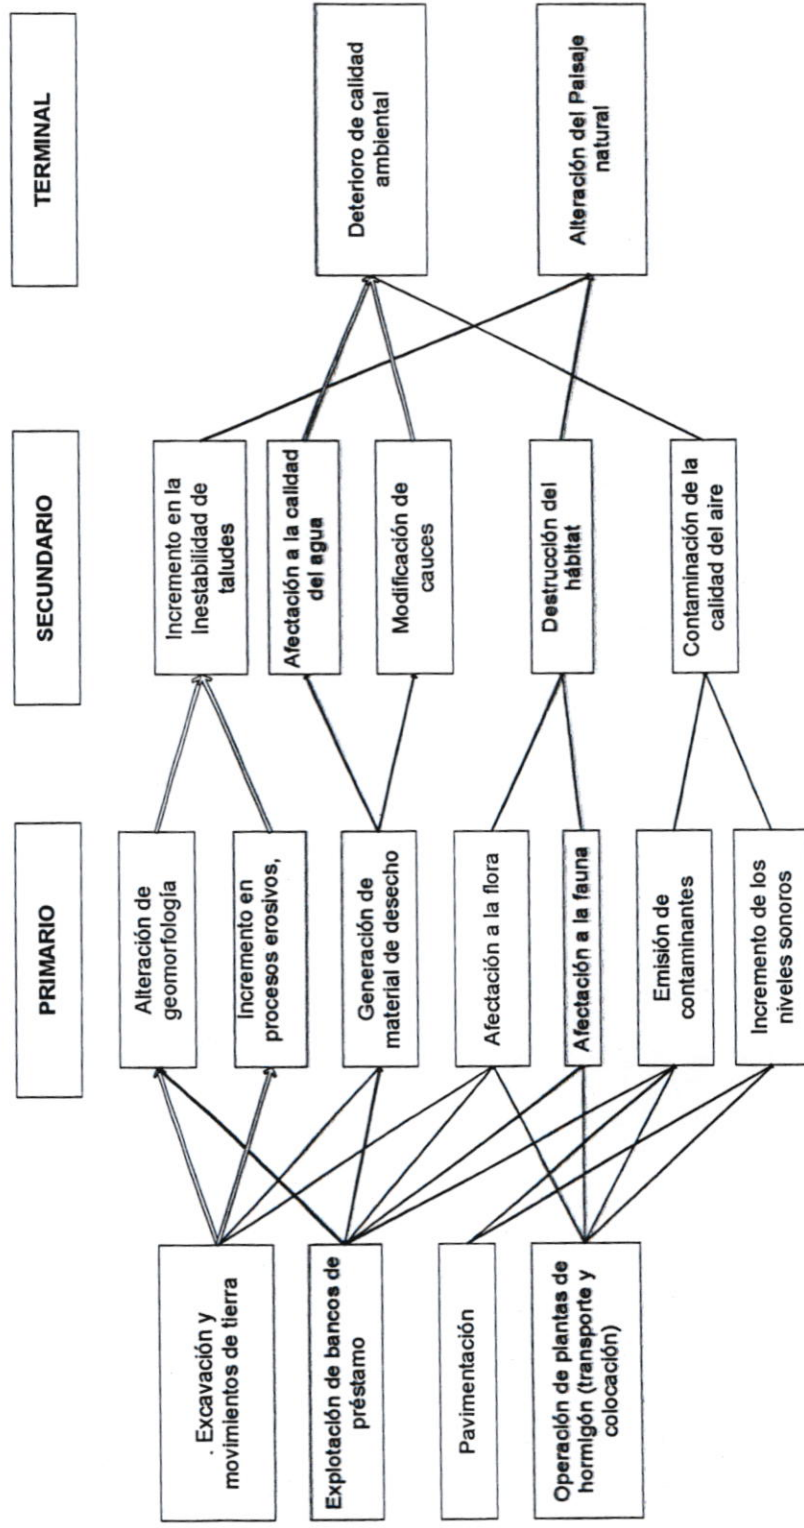 PRIMARIO
SECUNDARIO
TERMINAL
. Excavación y
movimientos de tierra
Explotación de bancos de
préstamo
Pavimentación
Operación de plantas de
hormigón (transporte y
colocación)
Alteración de
geomorfología
Incremento en
procesos erosivos,
Generación de
material de desecho
Afectación a la flora
Afectación a la fauna
Emisión de
contaminantes
Incremento de los
niveles sonoros
Incremento en la
Inestabilidad de
taludes
Afectación a la calidad
del agua
Modificación de
cauces
Destrucción del
hábitat
Contaminación de la
calidad del aire
Deterioro de calidad
ambiental
Alteración del Paisaje
natural